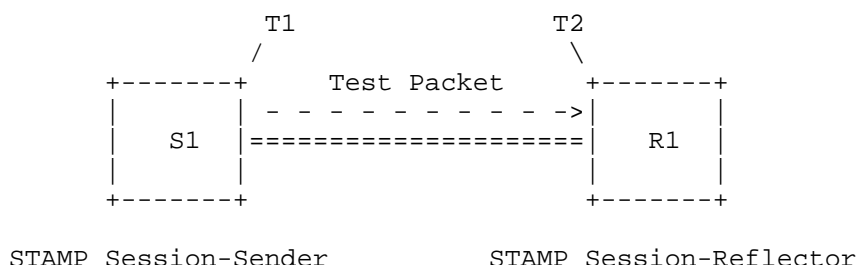 T1 T2
/ \
+-------+ Test Packet +-------+
| | - - - - - - - - - ->| |
| S1 |=====================| R1 |
| | | |
+-------+ +-------+
STAMP Session-Sender STAMP Session-Reflector